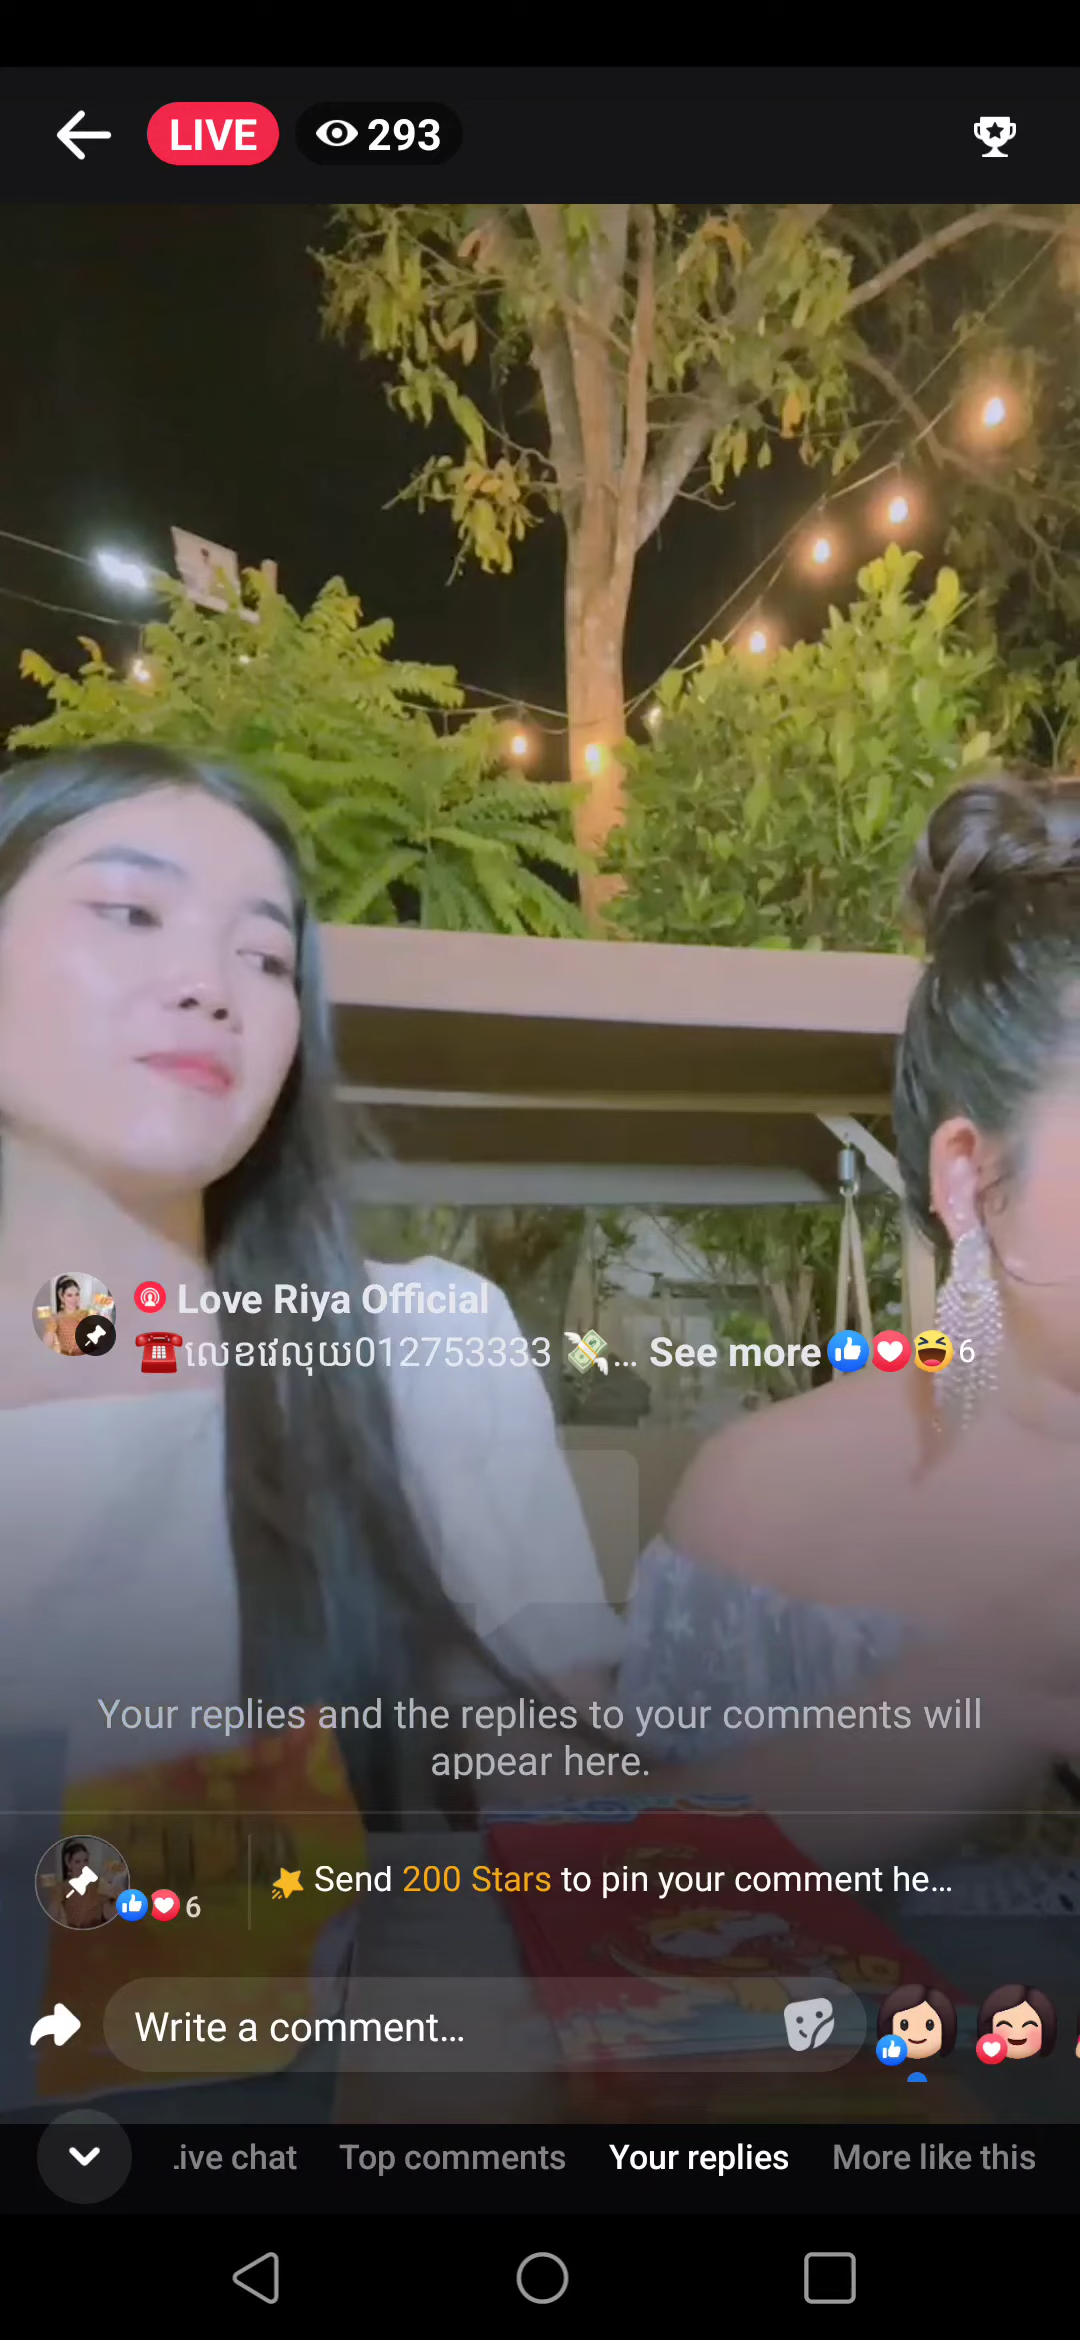 LIVE 293
Love Riya Official
លេខវេលុយ012753333 ... See more 6
Your replies and the replies to your comments will
appear here.
6 Send 200 Stars to pin your comment he...
Write a comment...
.ive chat Top comments Your replies More like this